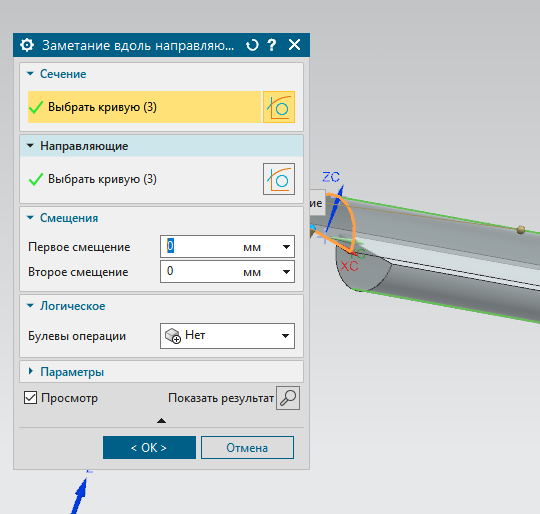 Заметание вдоль направляю...
Сечение
Выбрать кривую (3)
Направляющие
Выбрать кривую (3)
Смещения
Первое смещение 0 мм
Второе смещение 0 мм
Логическое
Булевы операции Нет
Параметры
Просмотр Показать результат
< OK > Отмена
ZC
ие
XC